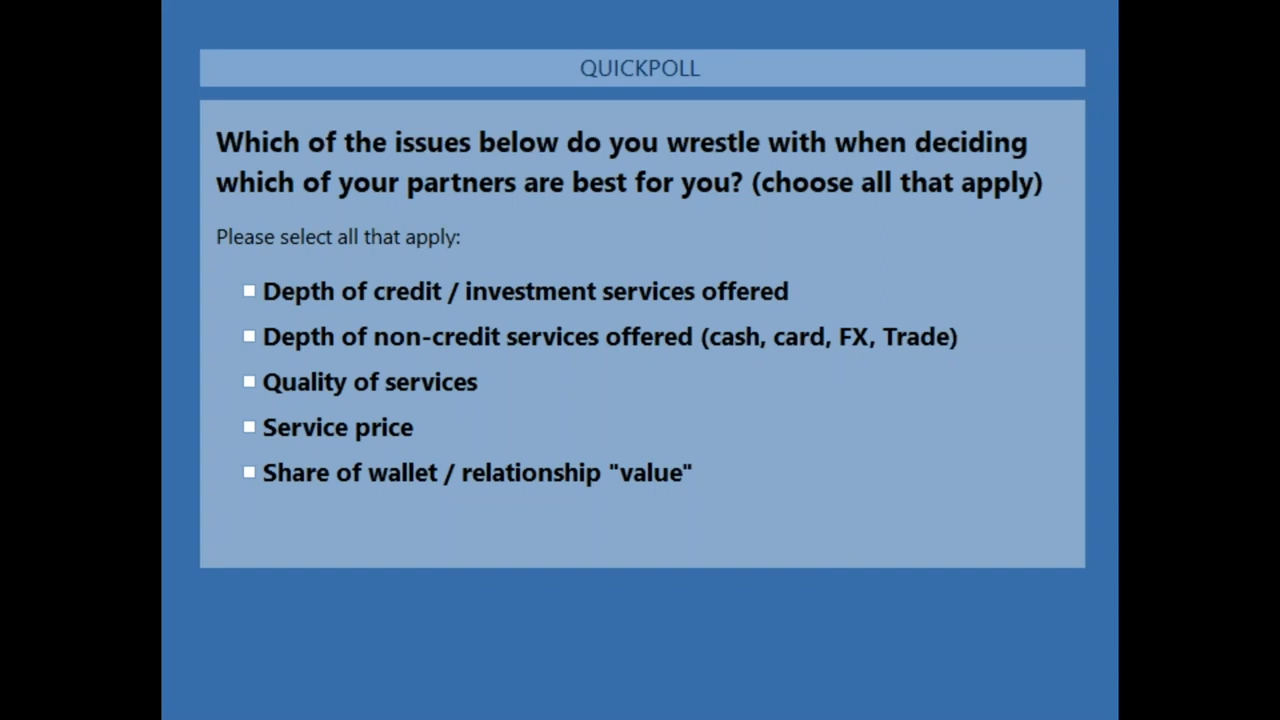 QUICKPOLL
Which of the issues below do you wrestle with when deciding
which of your partners are best for you? (choose all that apply)
Please select all that apply:
Depth of credit / investment services offered
Depth of non-credit services offered (cash, card, FX, Trade)
Quality of services
Service price
Share of wallet / relationship "value"